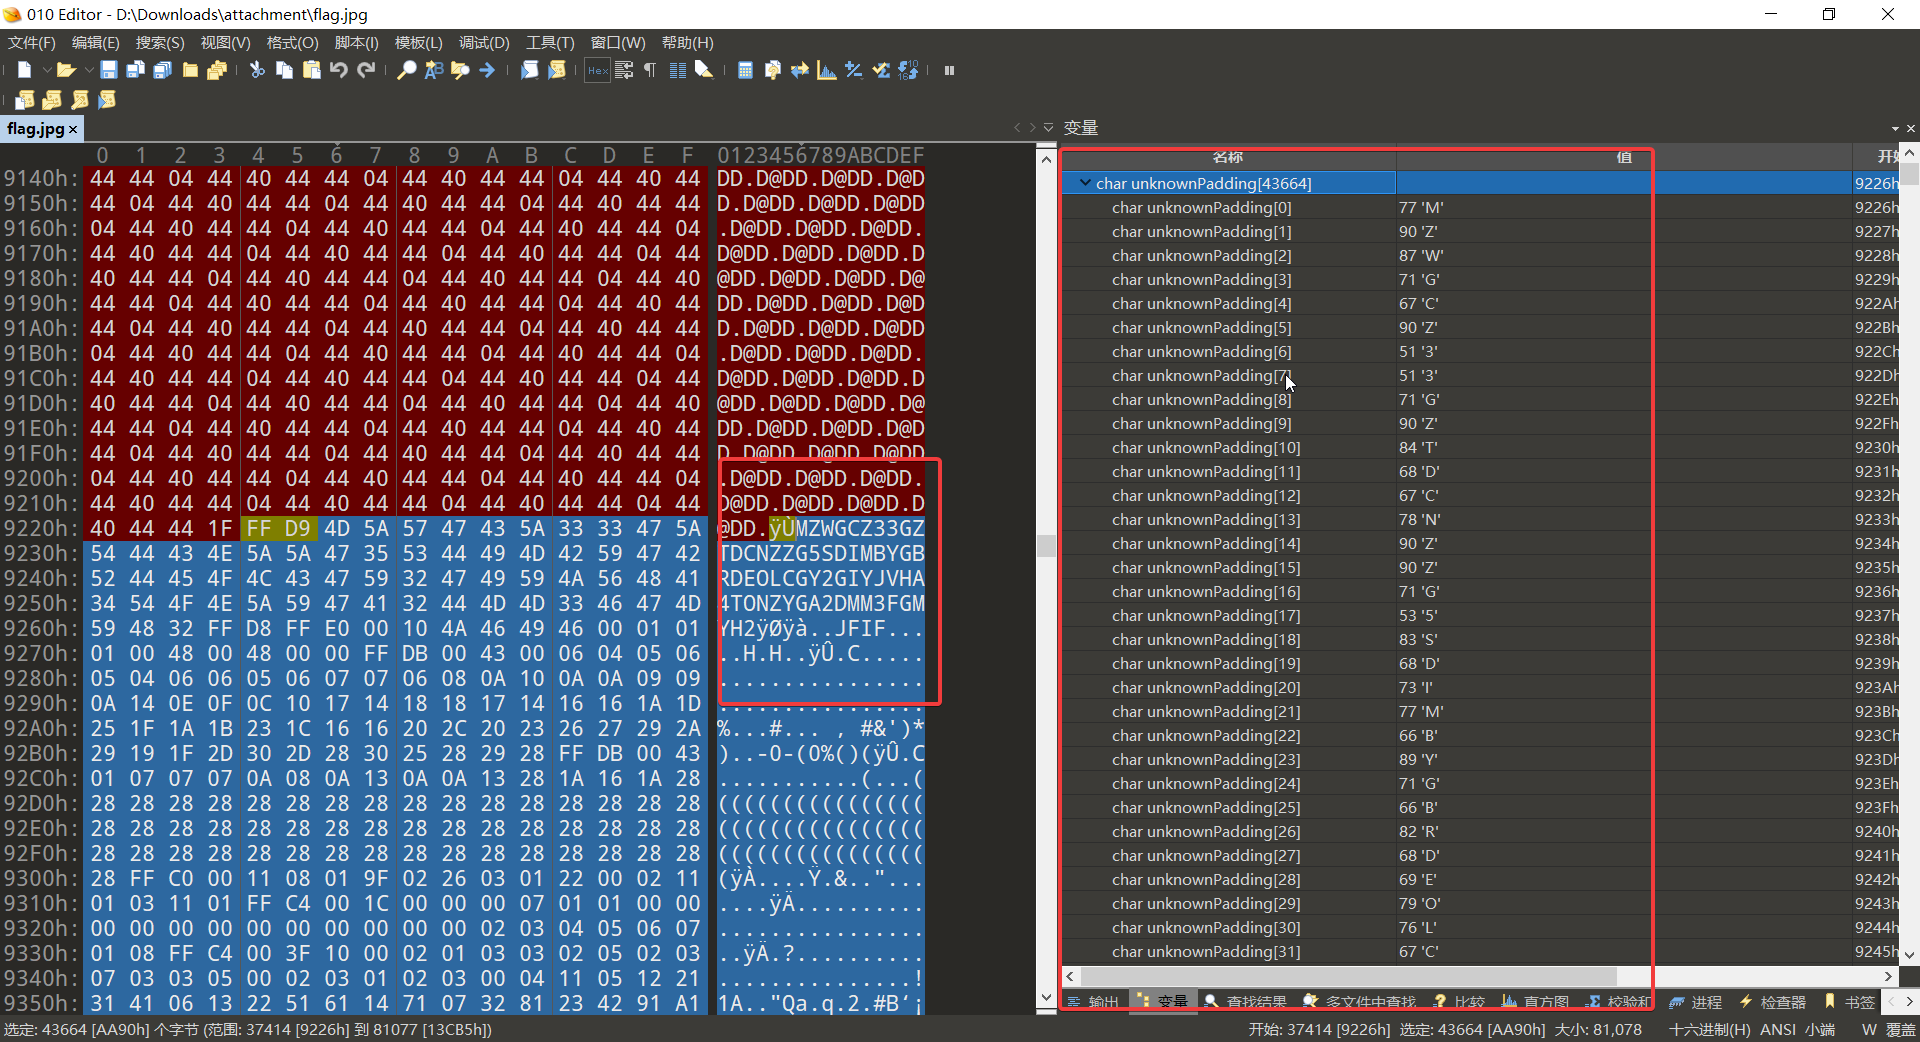 010 Editor - D:\Downloads\attachment\flag.jpg
文件(F) 编辑(E) 搜索(S) 视图(V) 格式(O) 脚本(I) 模板(L) 调试(D) 工具(T) 窗口(W) 帮助(H)
flag.jpg ×
变量
0 1 2 3 4 5 6 7 8 9 A B C D E F 0123456789ABCDEF
9140h: 44 44 04 44 40 44 44 04 44 40 44 44 04 44 40 44 DD.D@DD.D@DD.D@D
9150h: 44 04 44 40 44 44 04 44 40 44 44 04 44 40 44 44 D.D@DD.D@DD.D@DD
9160h: 04 44 40 44 44 04 44 40 44 44 04 44 40 44 44 04 .D@DD.D@DD.D@DD.
9170h: 44 40 44 44 04 44 40 44 44 04 44 40 44 44 04 44 D@DD.D@DD.D@DD.D
9180h: 40 44 44 04 44 40 44 44 04 44 40 44 44 04 44 40 @DD.D@DD.D@DD.D@
9190h: 44 44 04 44 40 44 44 04 44 40 44 44 04 44 40 44 DD.D@DD.D@DD.D@D
91A0h: 44 04 44 40 44 44 04 44 40 44 44 04 44 40 44 44 D.D@DD.D@DD.D@DD
91B0h: 04 44 40 44 44 04 44 40 44 44 04 44 40 44 44 04 .D@DD.D@DD.D@DD.
91C0h: 44 40 44 44 04 44 40 44 44 04 44 40 44 44 04 44 D@DD.D@DD.D@DD.D
91D0h: 40 44 44 04 44 40 44 44 04 44 40 44 44 04 44 40 @DD.D@DD.D@DD.D@
91E0h: 44 44 04 44 40 44 44 04 44 40 44 44 04 44 40 44 DD.D@DD.D@DD.D@D
91F0h: 44 04 44 40 44 44 04 44 40 44 44 04 44 40 44 44 D.D@DD.D@DD.D@DD
9200h: 04 44 40 44 44 04 44 40 44 44 04 44 40 44 44 04 .D@DD.D@DD.D@DD.
9210h: 44 40 44 44 04 44 40 44 44 04 44 40 44 44 04 44 D@DD.D@DD.D@DD.D
9220h: 40 44 44 1F FF D9 4D 5A 57 47 43 5A 33 33 47 5A @DD.ÿÙMZWGCZ33GZ
9230h: 54 44 43 4E 5A 5A 47 35 53 44 49 4D 42 59 47 42 TDCNZZG5SDIMBYGB
9240h: 52 44 45 4F 4C 43 47 59 32 47 49 59 4A 56 48 41 RDEOLCGY2GIYJVHA
9250h: 34 54 4F 4E 5A 59 47 41 32 44 4D 4D 33 46 47 4D 4TONZYGA2DMM3FGM
9260h: 59 48 32 FF D8 FF E0 00 10 4A 46 49 46 00 01 01 YH2ÿØÿà..JFIF...
9270h: 01 00 48 00 48 00 00 FF DB 00 43 00 06 04 05 06 ..H.H..ÿÛ.C.....
9280h: 05 04 06 06 05 06 07 07 06 08 0A 10 0A 0A 09 09 ................
9290h: 0A 14 0E 0F 0C 10 17 14 18 18 17 14 16 16 1A 1D ................
92A0h: 25 1F 1A 1B 23 1C 16 16 20 2C 20 23 26 27 29 2A %...#... , #&')*
92B0h: 29 19 1F 2D 30 2D 28 30 25 28 29 28 FF DB 00 43 )..-0-(0%()(ÿÛ.C
92C0h: 01 07 07 07 0A 08 0A 13 0A 0A 13 28 1A 16 1A 28 ...........(...(
92D0h: 28 28 28 28 28 28 28 28 28 28 28 28 28 28 28 28 ((((((((((((((((
92E0h: 28 28 28 28 28 28 28 28 28 28 28 28 28 28 28 28 ((((((((((((((((
92F0h: 28 28 28 28 28 28 28 28 28 28 28 28 28 28 28 28 ((((((((((((((((
9300h: 28 FF C0 00 11 08 01 9F 02 26 03 01 22 00 02 11 (ÿÀ....Ÿ.&.."...
9310h: 01 03 11 01 FF C4 00 1C 00 00 00 07 01 01 00 00 ....ÿÄ..........
9320h: 00 00 00 00 00 00 00 00 00 00 02 03 04 05 06 07 ................
9330h: 01 08 FF C4 00 3F 10 00 02 01 03 03 02 05 02 03 ..ÿÄ.?..........
9340h: 07 03 03 05 00 02 03 01 02 03 00 04 11 05 12 21 ...............!
9350h: 31 41 06 13 22 51 61 14 71 07 32 81 23 42 91 A1 1A.."Qa.q.2.#B‘¡
名称 值 开始
char unknownPadding[43664] 9226h
char unknownPadding[0] 77 'M' 9226h
char unknownPadding[1] 90 'Z' 9227h
char unknownPadding[2] 87 'W' 9228h
char unknownPadding[3] 71 'G' 9229h
char unknownPadding[4] 67 'C' 922Ah
char unknownPadding[5] 90 'Z' 922Bh
char unknownPadding[6] 51 '3' 922Ch
char unknownPadding[7] 51 '3' 922Dh
char unknownPadding[8] 71 'G' 922Eh
char unknownPadding[9] 90 'Z' 922Fh
char unknownPadding[10] 84 'T' 9230h
char unknownPadding[11] 68 'D' 9231h
char unknownPadding[12] 67 'C' 9232h
char unknownPadding[13] 78 'N' 9233h
char unknownPadding[14] 90 'Z' 9234h
char unknownPadding[15] 90 'Z' 9235h
char unknownPadding[16] 71 'G' 9236h
char unknownPadding[17] 53 '5' 9237h
char unknownPadding[18] 83 'S' 9238h
char unknownPadding[19] 68 'D' 9239h
char unknownPadding[20] 73 'I' 923Ah
char unknownPadding[21] 77 'M' 923Bh
char unknownPadding[22] 66 'B' 923Ch
char unknownPadding[23] 89 'Y' 923Dh
char unknownPadding[24] 71 'G' 923Eh
char unknownPadding[25] 66 'B' 923Fh
char unknownPadding[26] 82 'R' 9240h
char unknownPadding[27] 68 'D' 9241h
char unknownPadding[28] 69 'E' 9242h
char unknownPadding[29] 79 'O' 9243h
char unknownPadding[30] 76 'L' 9244h
char unknownPadding[31] 67 'C' 9245h
输出 变量 查找结果 多文件中查找 比较 直方图 校验和 进程 检查器 书签
选定: 43664 [AA90h] 个字节 (范围: 37414 [9226h] 到 81077 [13CB5h]) 开始: 37414 [9226h] 选定: 43664 [AA90h] 大小: 81,078 十六进制(H) ANSI 小端 W 覆盖